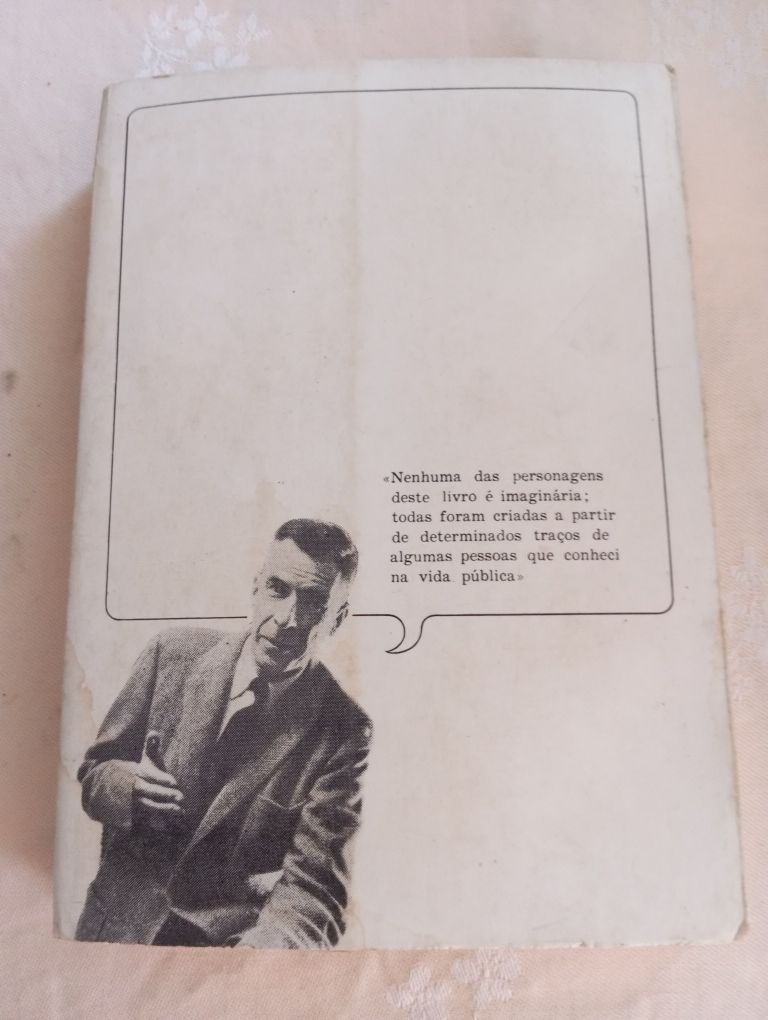 «Nenhuma das personagens
deste livro é imaginária;
todas foram criadas a partir
de determinados traços de
algumas pessoas que conheci
na vida pública»